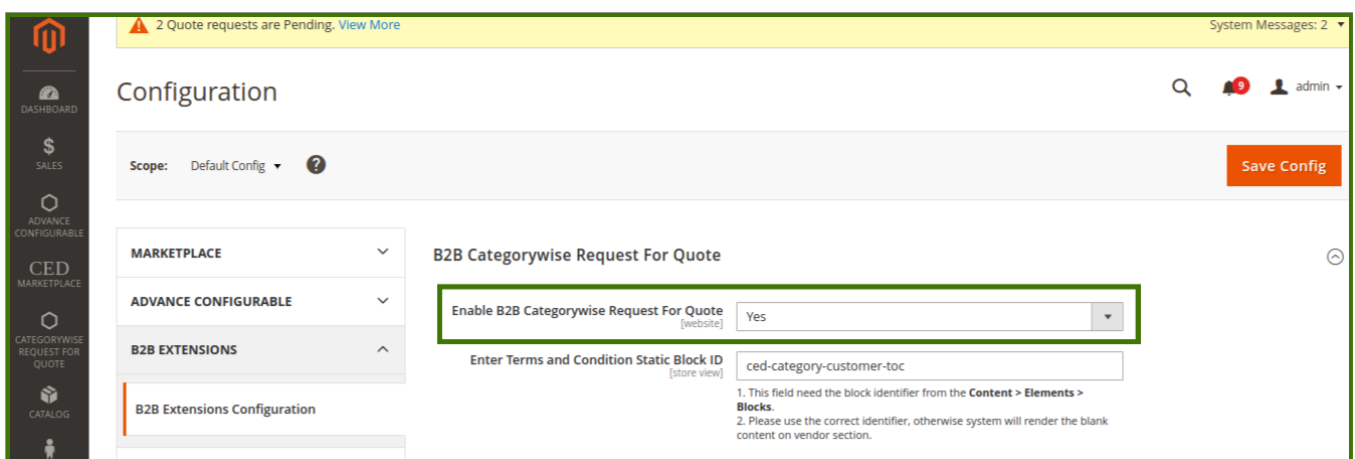 2 Quote requests are Pending. View More
System Messages: 2
Configuration
9
admin
Scope: Default Config ?
Save Config
DASHBOARD
$
SALES
ADVANCE
CONFIGURABLE
CED
MARKETPLACE
CATEGORYWISE
REQUEST FOR
QUOTE
CATALOG
MARKETPLACE
ADVANCE CONFIGURABLE
B2B EXTENSIONS
B2B Extensions Configuration
B2B Categorywise Request For Quote
Enable B2B Categorywise Request For Quote
[website]
Yes
Enter Terms and Condition Static Block ID
[store view]
ced-category-customer-toc
1. This field need the block identifier from the Content > Elements >
Blocks.
2. Please use the correct identifier, otherwise system will render the blank
content on vendor section.